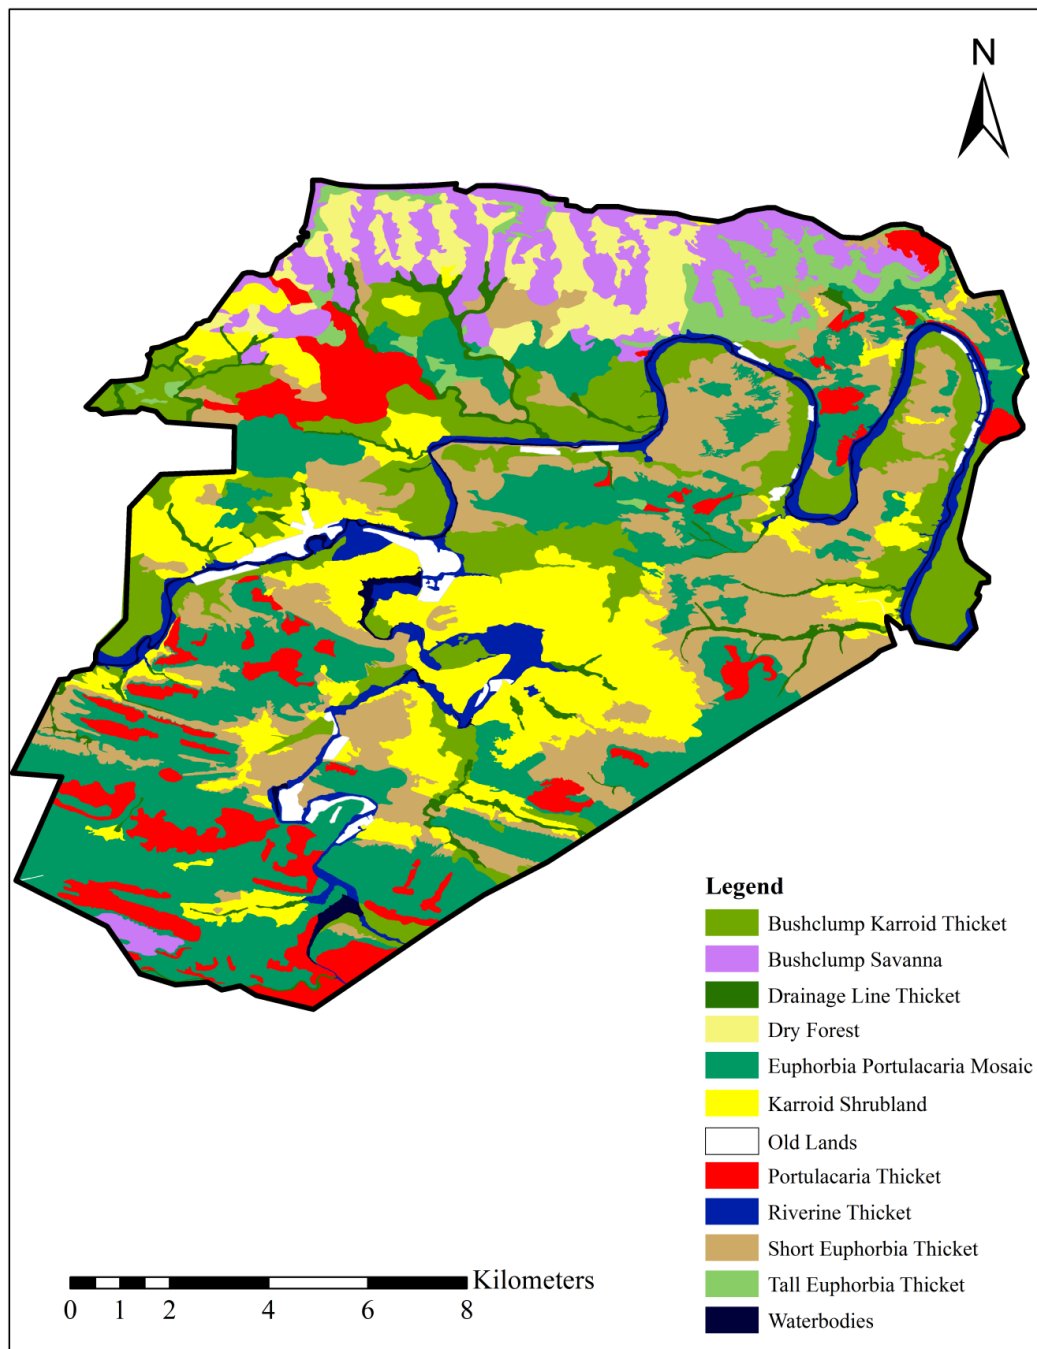 N
Legend
Bushclump Karroid Thicket
Bushclump Savanna
Drainage Line Thicket
Dry Forest
Euphorbia Portulacaria Mosaic
Karroid Shrubland
Old Lands
Portulacaria Thicket
Riverine Thicket
Short Euphorbia Thicket
Tall Euphorbia Thicket
Waterbodies
Kilometers
0 1 2 4 6 8